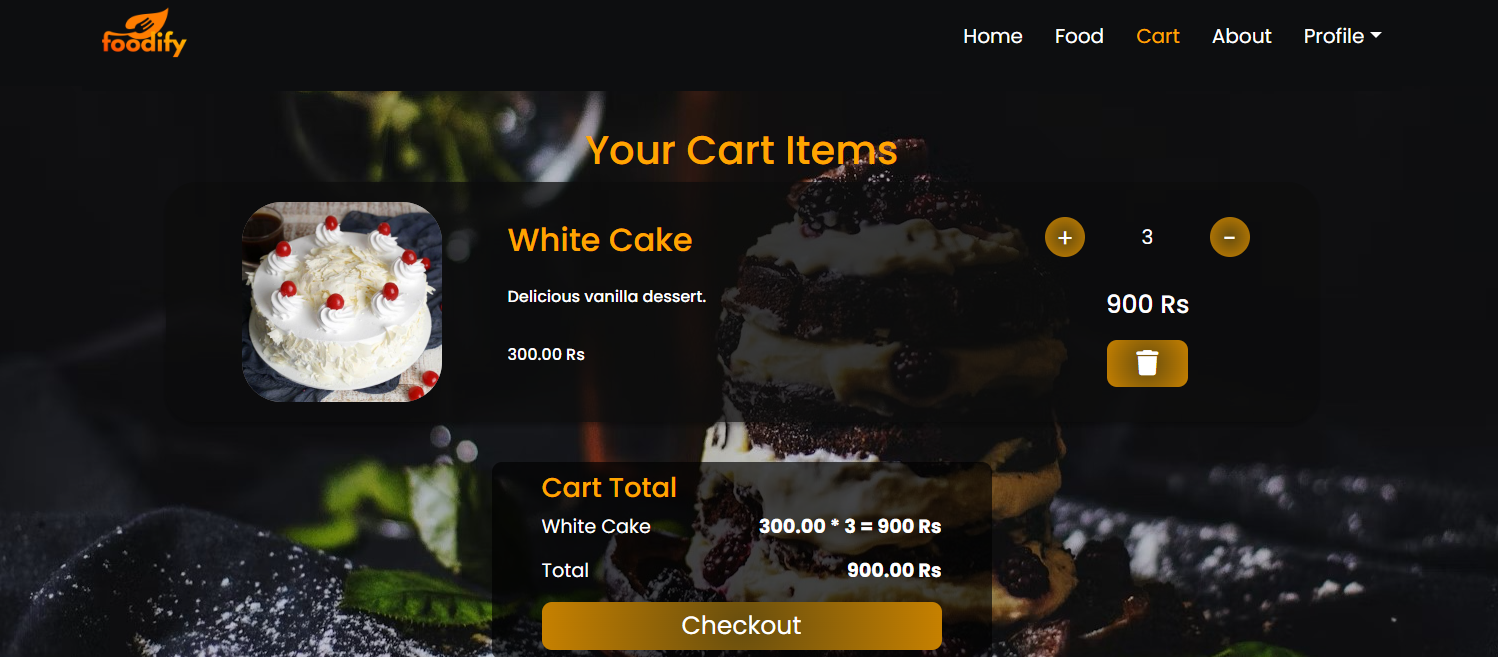 foodify
Home Food Cart About Profile
Your Cart Items
White Cake
Delicious vanilla dessert.
300.00 Rs
+ 3 -
900 Rs
Cart Total
White Cake 300.00 * 3 = 900 Rs
Total 900.00 Rs
Checkout